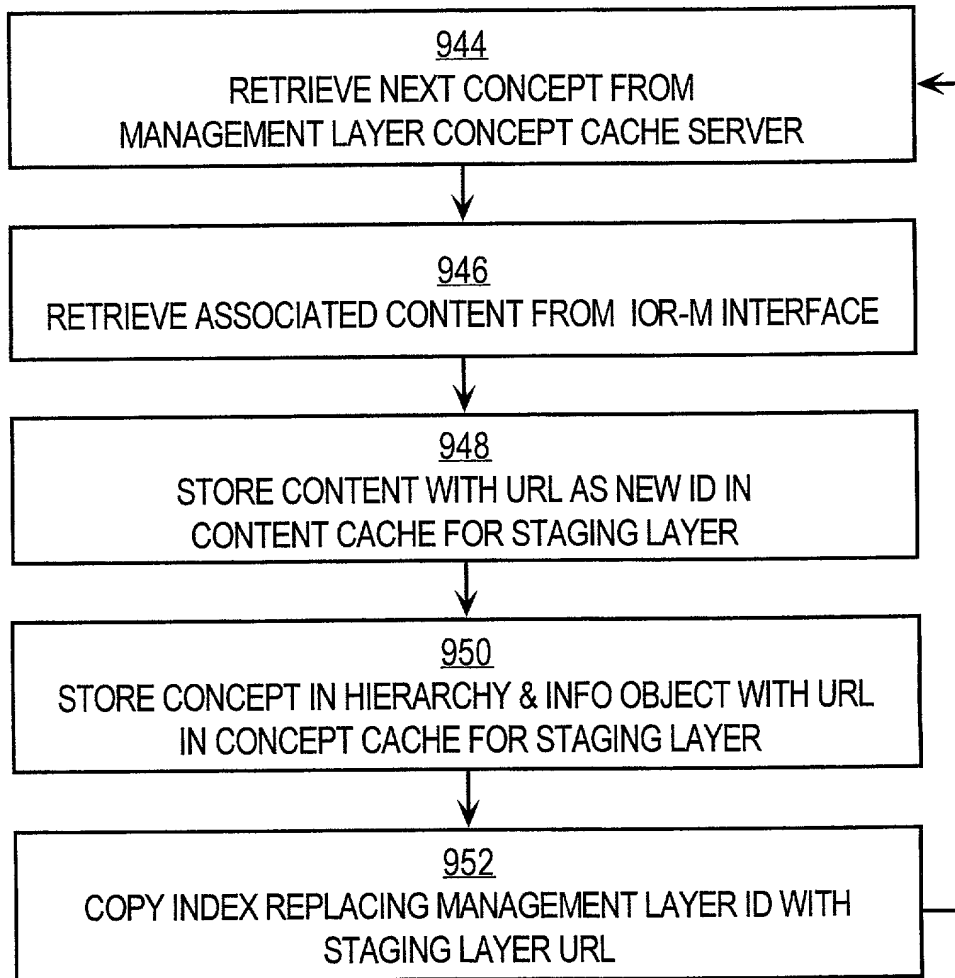 944
RETRIEVE NEXT CONCEPT FROM
MANAGEMENT LAYER CONCEPT CACHE SERVER
946
RETRIEVE ASSOCIATED CONTENT FROM IOR-M INTERFACE
948
STORE CONTENT WITH URL AS NEW ID IN
CONTENT CACHE FOR STAGING LAYER
950
STORE CONCEPT IN HIERARCHY & INFO OBJECT WITH URL
IN CONCEPT CACHE FOR STAGING LAYER
952
COPY INDEX REPLACING MANAGEMENT LAYER ID WITH
STAGING LAYER URL